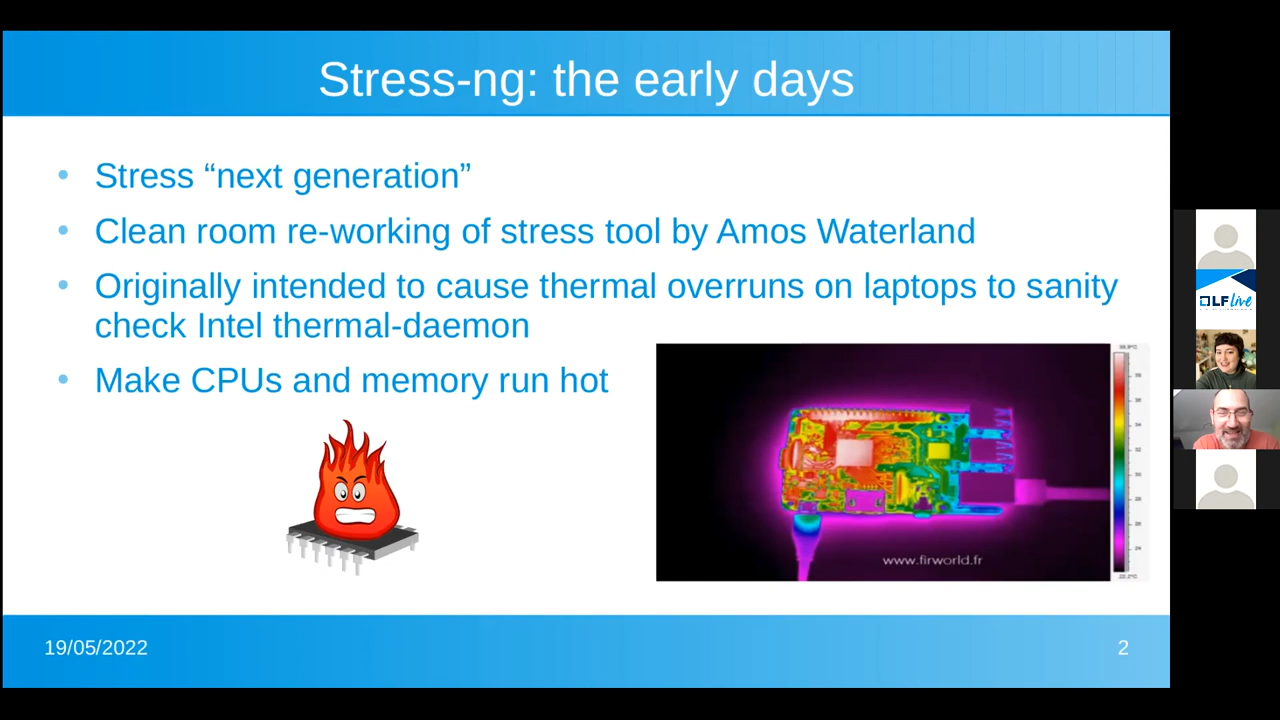 Stress-ng: the early days
Stress “next generation”
Clean room re-working of stress tool by Amos Waterland
Originally intended to cause thermal overruns on laptops to sanity
check Intel thermal-daemon
Make CPUs and memory run hot
www.firworld.fr
19/05/2022
2
LF live